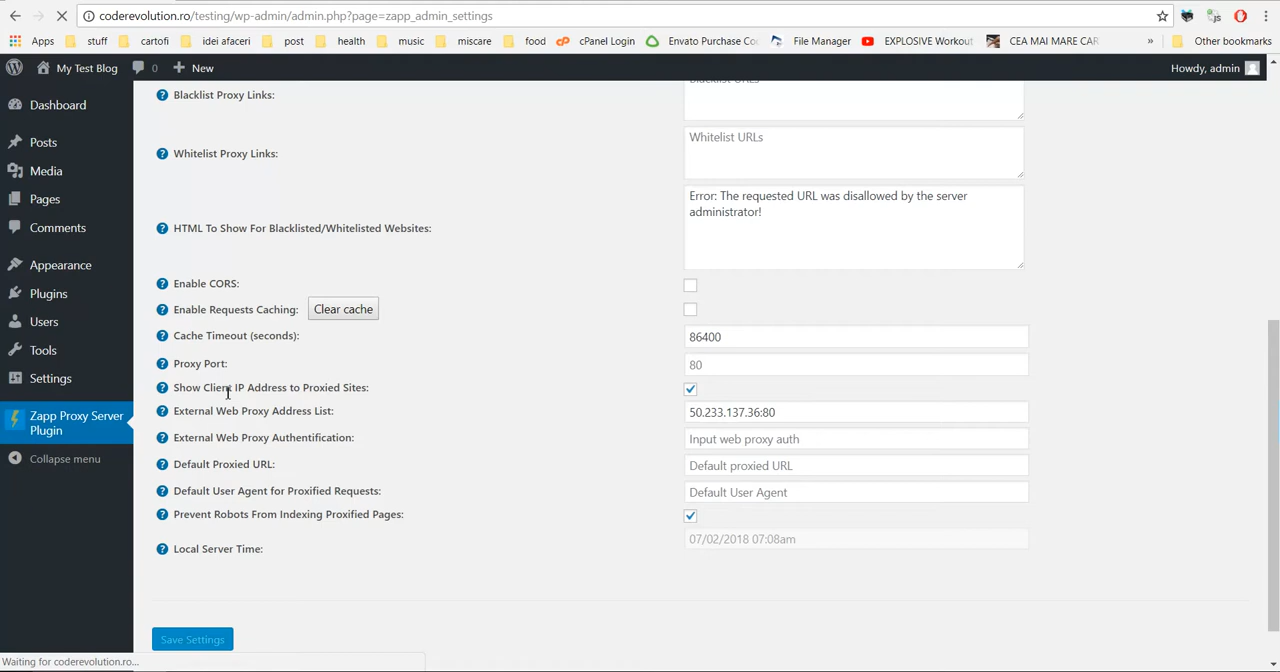 coderevolution.ro/testing/wp-admin/admin.php?page=zapp_admin_settings
Apps stuff cartofi idei afaceri post health music miscare food cPanel Login Envato Purchase Co File Manager EXPLOSIVE Workout CEA MAI MARE CAR » Other bookmarks
My Test Blog 0 + New Howdy, admin
Dashboard
Posts
Media
Pages
Comments
Appearance
Plugins
Users
Tools
Settings
Zapp Proxy Server
Plugin
Collapse menu
Blacklist URLs
Blacklist Proxy Links:
Whitelist Proxy Links:
Whitelist URLs
HTML To Show For Blacklisted/Whitelisted Websites:
Error: The requested URL was disallowed by the server
administrator!
Enable CORS:
Enable Requests Caching: Clear cache
Cache Timeout (seconds): 86400
Proxy Port: 80
Show Client IP Address to Proxied Sites:
External Web Proxy Address List: 50.233.137.36:80
External Web Proxy Authentification: Input web proxy auth
Default Proxied URL: Default proxied URL
Default User Agent for Proxified Requests: Default User Agent
Prevent Robots From Indexing Proxified Pages:
Local Server Time: 07/02/2018 07:08am
Save Settings
Waiting for coderevolution.ro...